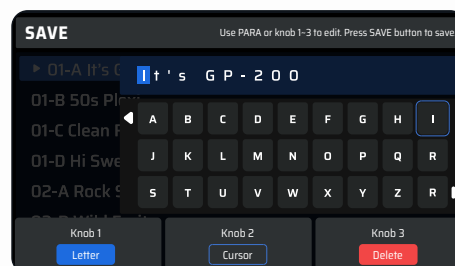 SAVE Use PARA or knob 1-3 to edit. Press SAVE button to save
01-A It's G
It's GP-200
01-B 50s
A B C D E F G H I
01-C Clean
J K L M N O P Q R
01-D Hi Swe
S T U V W X Y Z R
02-A Rock S
Knob 1 Knob 2 Knob 3
Letter Cursor Delete